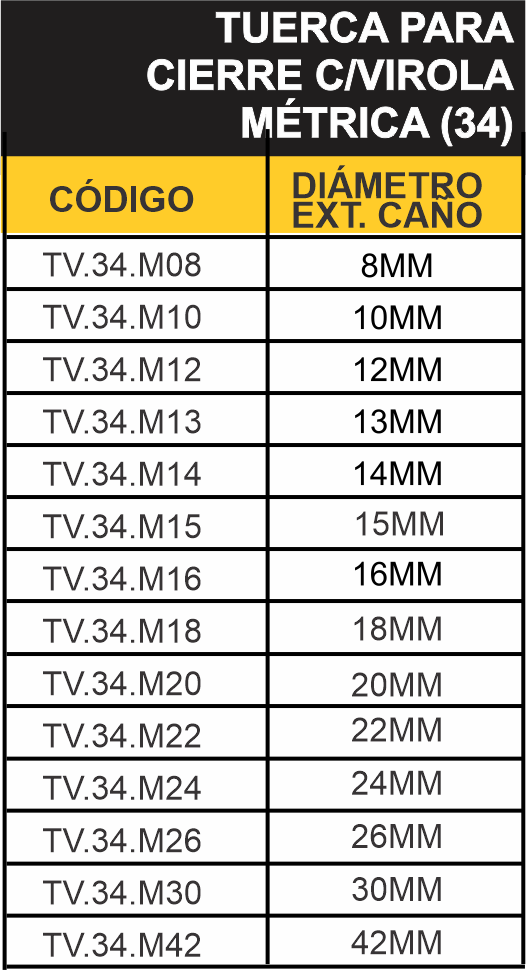 TUERCA PARA
CIERRE C/VIROLA
MÉTRICA (34)
CÓDIGO DIÁMETRO
EXT. CAÑO
TV.34.M08 8MM
TV.34.M10 10MM
TV.34.M12 12MM
TV.34.M13 13MM
TV.34.M14 14MM
TV.34.M15 15MM
TV.34.M16 16MM
TV.34.M18 18MM
TV.34.M20 20MM
TV.34.M22 22MM
TV.34.M24 24MM
TV.34.M26 26MM
TV.34.M30 30MM
TV.34.M42 42MM